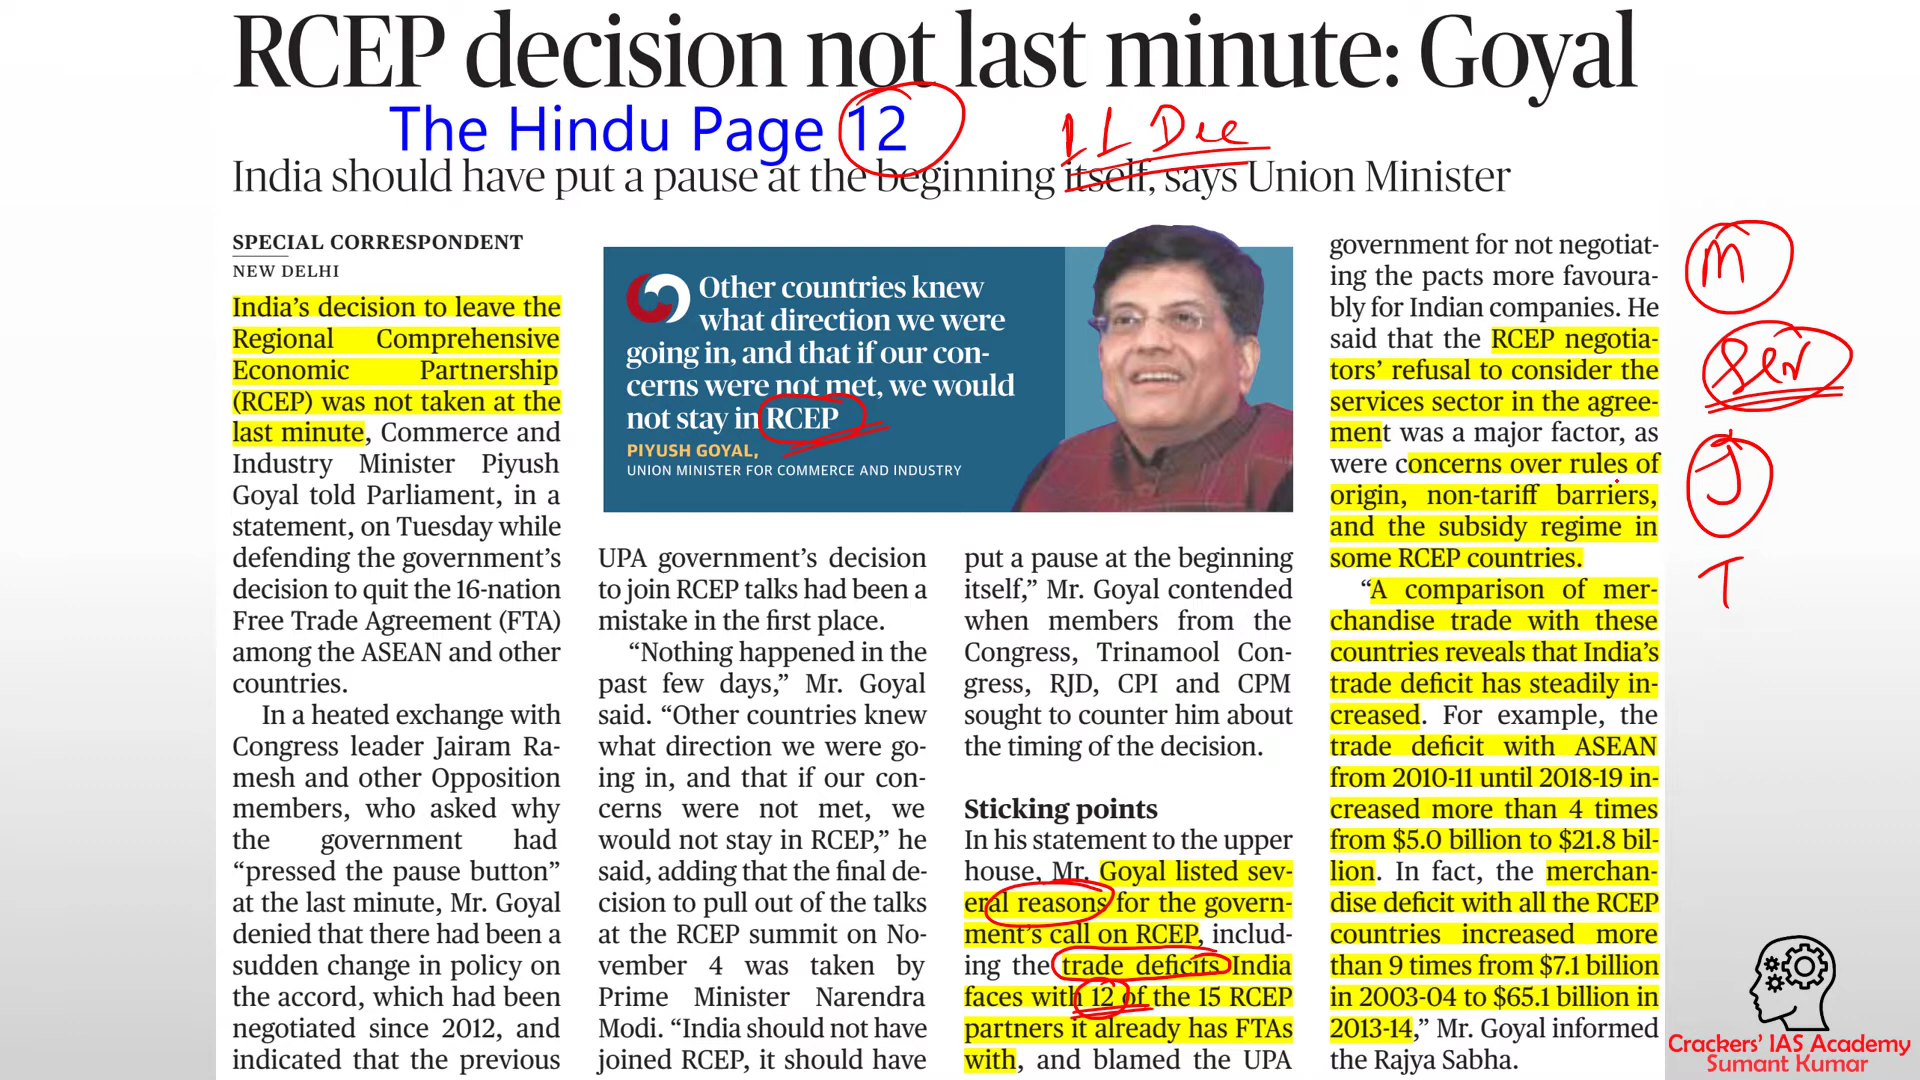 RCEP decision not last minute: Goyal
The Hindu Page 12
11 Dec
India should have put a pause at the beginning itself, says Union Minister
SPECIAL CORRESPONDENT
NEW DELHI
India's decision to leave the
Regional Comprehensive
Economic Partnership
(RCEP) was not taken at the
last minute, Commerce and
Industry Minister Piyush
Goyal told Parliament, in a
statement, on Tuesday while
defending the government's
decision to quit the 16-nation
Free Trade Agreement (FTA)
among the ASEAN and other
countries.
In a heated exchange with
Congress leader Jairam Ra-
mesh and other Opposition
members, who asked why
the government had
“pressed the pause button”
at the last minute, Mr. Goyal
denied that there had been a
sudden change in policy on
the accord, which had been
negotiated since 2012, and
indicated that the previous
Other countries knew
what direction we were
going in, and that if our con-
cerns were not met, we would
not stay in RCEP
PIYUSH GOYAL,
UNION MINISTER FOR COMMERCE AND INDUSTRY
UPA government's decision
to join RCEP talks had been a
mistake in the first place.
“Nothing happened in the
past few days,” Mr. Goyal
said. “Other countries knew
what direction we were go-
ing in, and that if our con-
cerns were not met, we
would not stay in RCEP,” he
said, adding that the final de-
cision to pull out of the talks
at the RCEP summit on No-
vember 4 was taken by
Prime Minister Narendra
Modi. “India should not have
joined RCEP, it should have
put a pause at the beginning
itself,” Mr. Goyal contended
when members from the
Congress, Trinamool Con-
gress, RJD, CPI and CPM
sought to counter him about
the timing of the decision.
Sticking points
In his statement to the upper
house, Mr. Goyal listed sev-
eral reasons for the govern-
ment's call on RCEP, includ-
ing the trade deficits India
faces with 12 of the 15 RCEP
partners it already has FTAs
with, and blamed the UPA
government for not negotiat-
ing the pacts more favoura-
bly for Indian companies. He
said that the RCEP negotia-
tors' refusal to consider the
services sector in the agree-
ment was a major factor, as
were concerns over rules of
origin, non-tariff barriers,
and the subsidy regime in
some RCEP countries.
“A comparison of mer-
chandise trade with these
countries reveals that India's
trade deficit has steadily in-
creased. For example, the
trade deficit with ASEAN
from 2010-11 until 2018-19 in-
creased more than 4 times
from $5.0 billion to $21.8 bil-
lion. In fact, the merchan-
dise deficit with all the RCEP
countries increased more
than 9 times from $7.1 billion
in 2003-04 to $65.1 billion in
2013-14,” Mr. Goyal informed
the Rajya Sabha.
M
Ser
J
T
Crackers' IAS Academy
Sumant Kumar